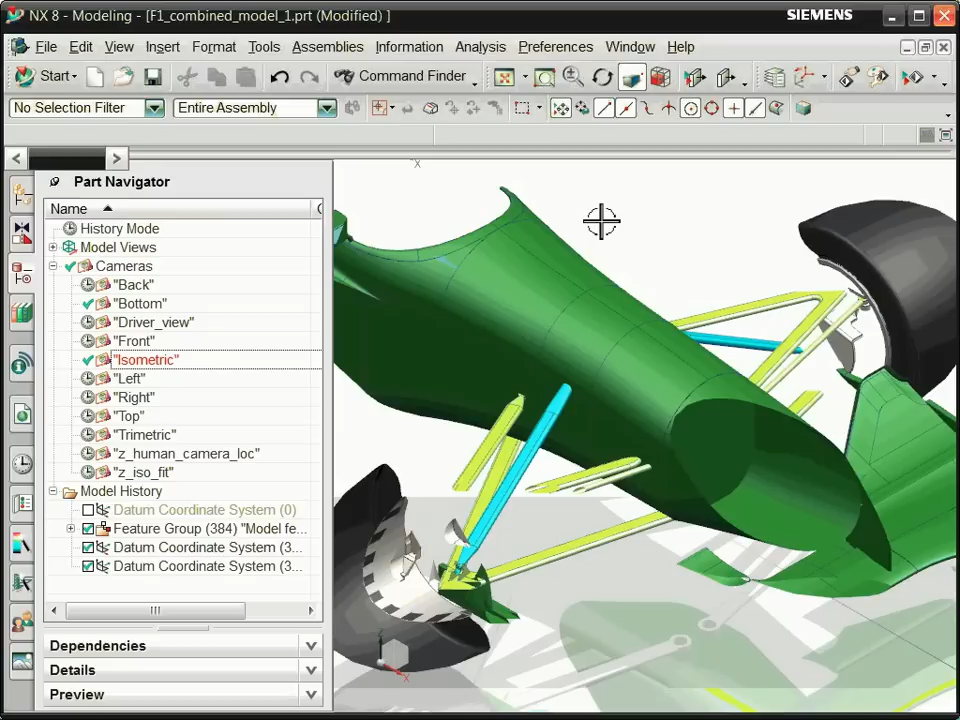 NX 8 - Modeling - [F1_combined_model_1.prt (Modified) ]
SIEMENS
File Edit View Insert Format Tools Assemblies Information Analysis Preferences Window Help
Start Command Finder
No Selection Filter Entire Assembly
X
Part Navigator
Name
History Mode
Model Views
Cameras
"Back"
"Bottom"
"Driver_view"
"Front"
"Isometric"
"Left"
"Right"
"Top"
"Trimetric"
"z_human_camera_loc"
"z_iso_fit"
Model History
Datum Coordinate System (0)
Feature Group (384) "Model fe...
Datum Coordinate System (3...
Datum Coordinate System (3...
Dependencies
Details
Preview
X